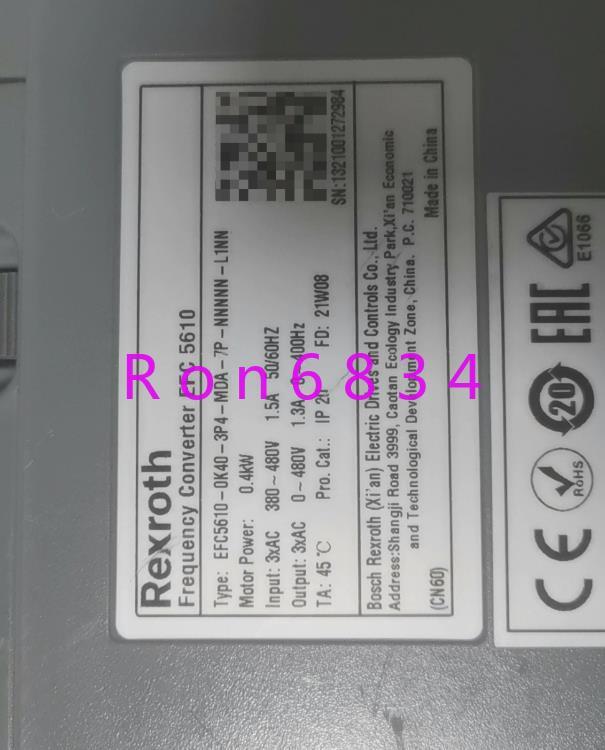 Rexroth
Frequency Converter EFC 5610
Type: EFC5610-0K40-3P4-MDA-7P-NNNNN-L1NN
Motor Power: 0.4kW
Input: 3xAC 380~480V 1.5A 50/60HZ
Output: 3xAC 0~480V 1.3A 400Hz
TA: 45℃ Pro. Cat.: IP FD: 21W08
SN:1321001272984
Bosch Rexroth (Xi'an) Electric Drives and Controls Co., Ltd.
Address:Shangji Road 3999, Caotan Ecology Industry Park,Xi'an Economic
and Technological Development Zone, China. P.C. 710021
(CN60) Made in China
CE
RoHS
20
EAC
E1066
Ron6834